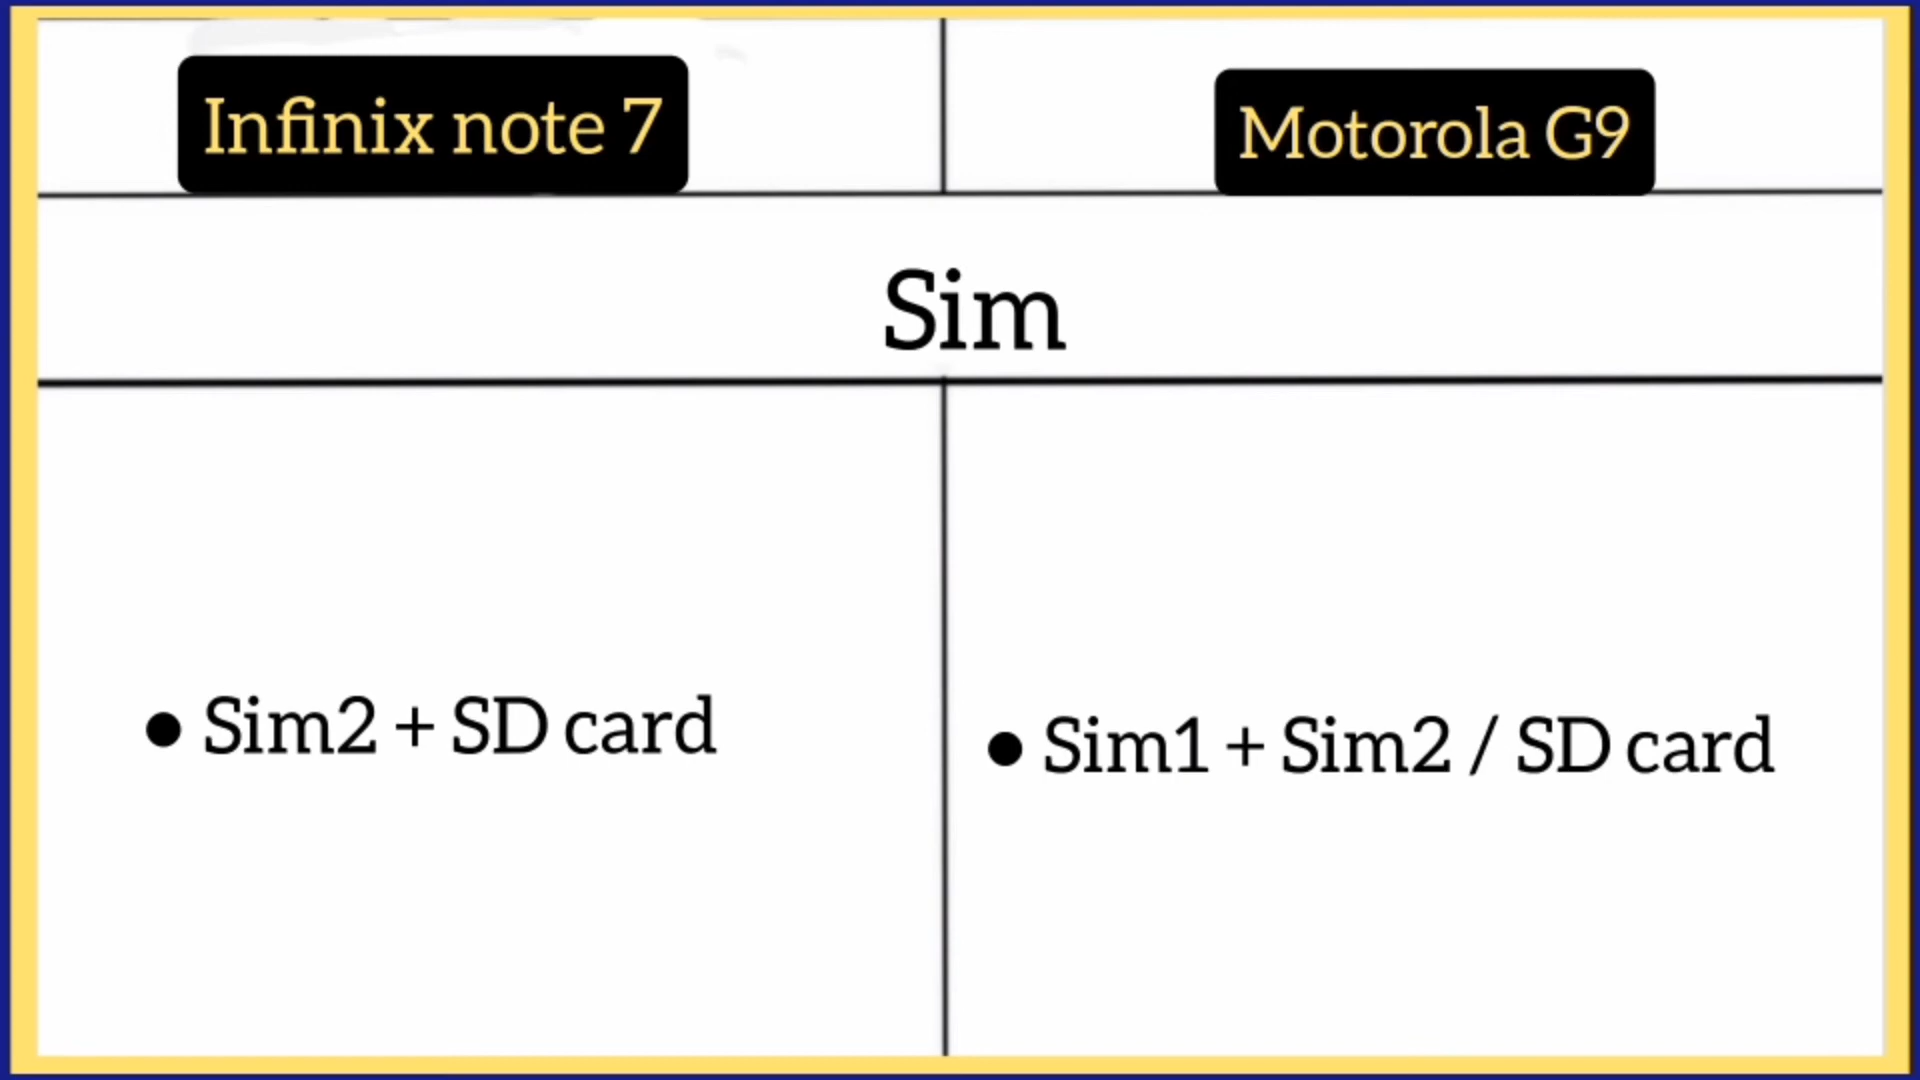 Infinix note 7
Motorola G9
Sim
• Sim2 + SD card
• Sim1 + Sim2 / SD card